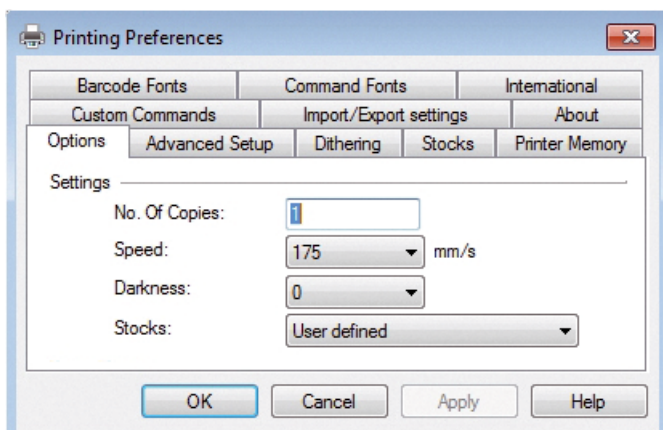 Printing Preferences
Barcode Fonts Command Fonts International
Custom Commands Import/Export settings About
Options Advanced Setup Dithering Stocks Printer Memory
Settings
No. Of Copies: 1
Speed: 175 mm/s
Darkness: 0
Stocks: User defined
OK Cancel Apply Help